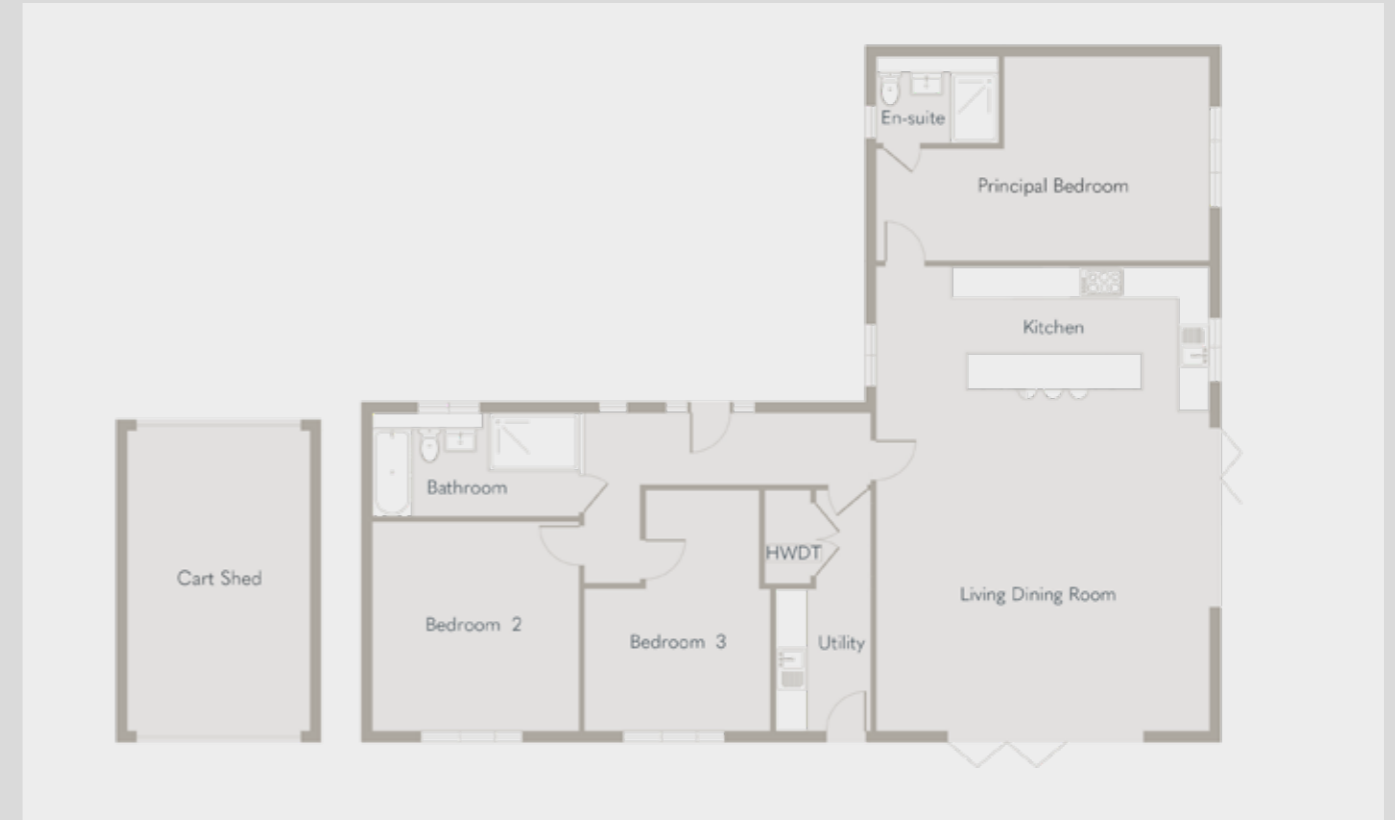 En-suite
Principal Bedroom
Kitchen
Bathroom
HWDT
Cart Shed
Living Dining Room
Bedroom 2
Bedroom 3
Utility